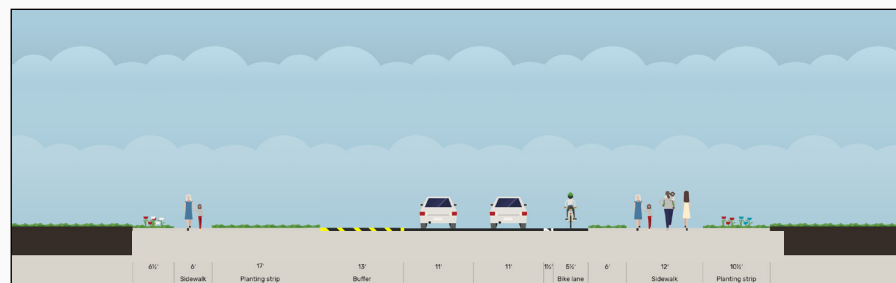 6½' 6' 17' 13' 11' 11' 1½' 5½' 6' 12' 10½'
Sidewalk Planting strip Buffer Bike lane Sidewalk Planting strip